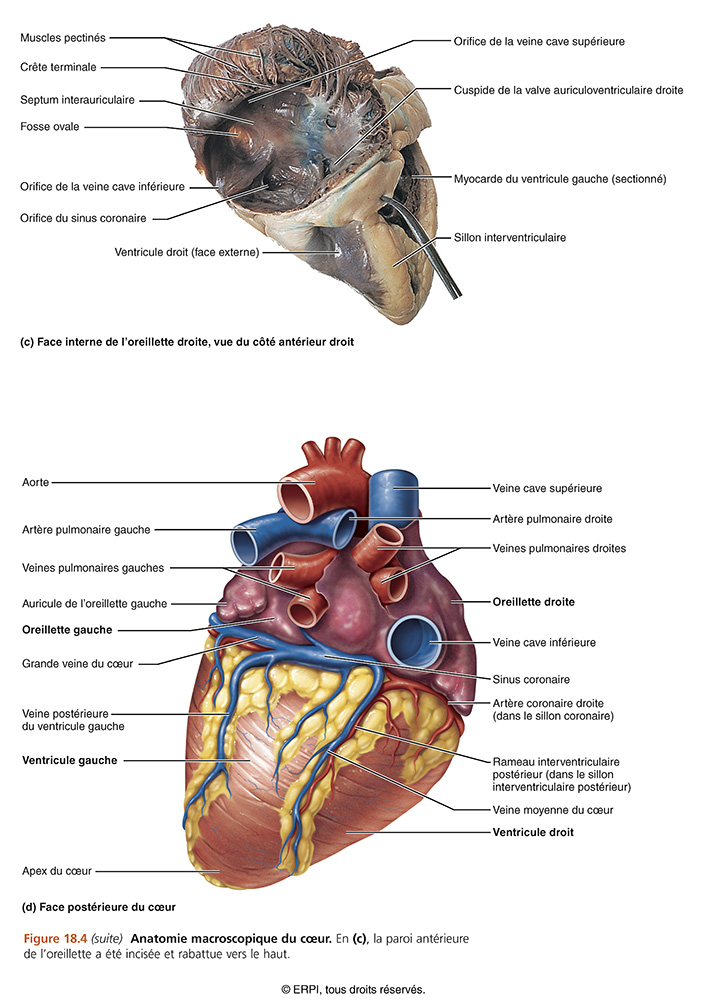 Muscles pectinés
Crête terminale
Septum interauriculaire
Fosse ovale
Orifice de la veine cave inférieure
Orifice du sinus coronaire
Ventricule droit (face externe)
Orifice de la veine cave supérieure
Cuspide de la valve auriculoventriculaire droite
Myocarde du ventricule gauche (sectionné)
Sillon interventriculaire
(c) Face interne de l'oreillette droite, vue du côté antérieur droit
Aorte
Artère pulmonaire gauche
Veines pulmonaires gauches
Auricule de l'oreillette gauche
Oreillette gauche
Grande veine du cœur
Veine postérieure
du ventricule gauche
Ventricule gauche
Apex du cœur
Veine cave supérieure
Artère pulmonaire droite
Veines pulmonaires droites
Oreillette droite
Veine cave inférieure
Sinus coronaire
Artère coronaire droite
(dans le sillon coronaire)
Rameau interventriculaire
postérieur (dans le sillon
interventriculaire postérieur)
Veine moyenne du cœur
Ventricule droit
(d) Face postérieure du cœur
Figure 18.4 (suite) Anatomie macroscopique du cœur. En (c), la paroi antérieure
de l'oreillette a été incisée et rabattue vers le haut.
© ERPI, tous droits réservés.